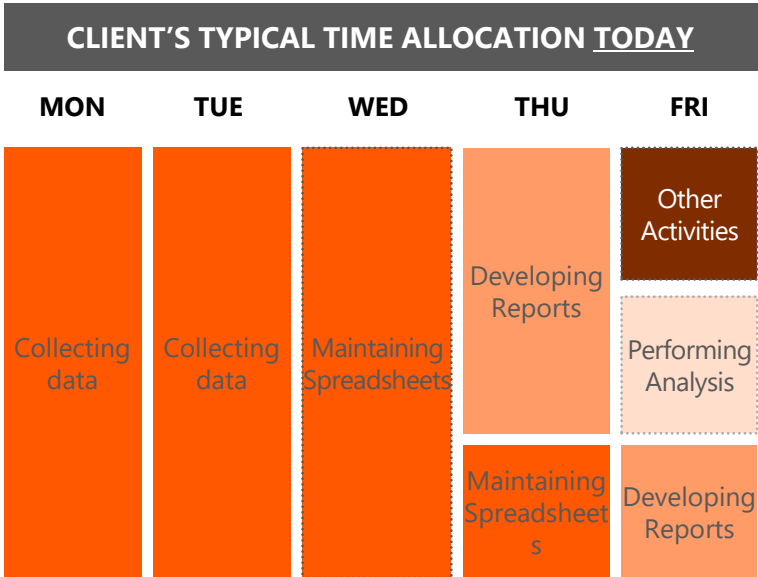 CLIENT’S TYPICAL TIME ALLOCATION TODAY
MON TUE WED THU FRI
Collecting
data
Collecting
data
Maintaining
Spreadsheets
Developing
Reports
Maintaining
Spreadsheet
s
Other
Activities
Performing
Analysis
Developing
Reports